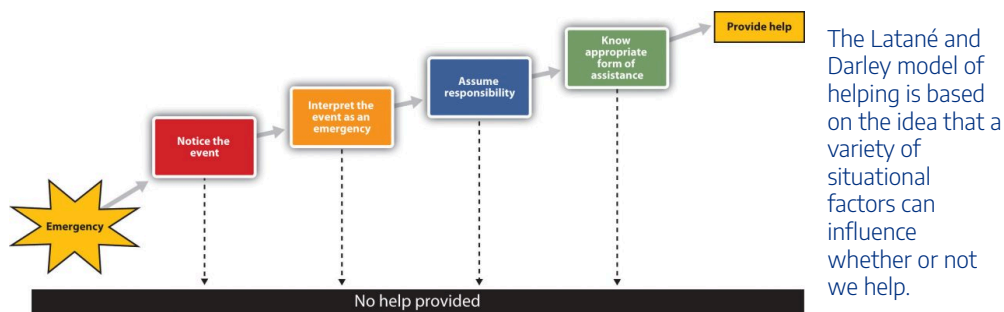 Emergency
Notice the
event
Interpret the
event as an
emergency
Assume
responsibility
Know
appropriate
form of
assistance
Provide help
No help provided
The Latané and
Darley model of
helping is based
on the idea that a
variety of
situational
factors can
influence
whether or not
we help.